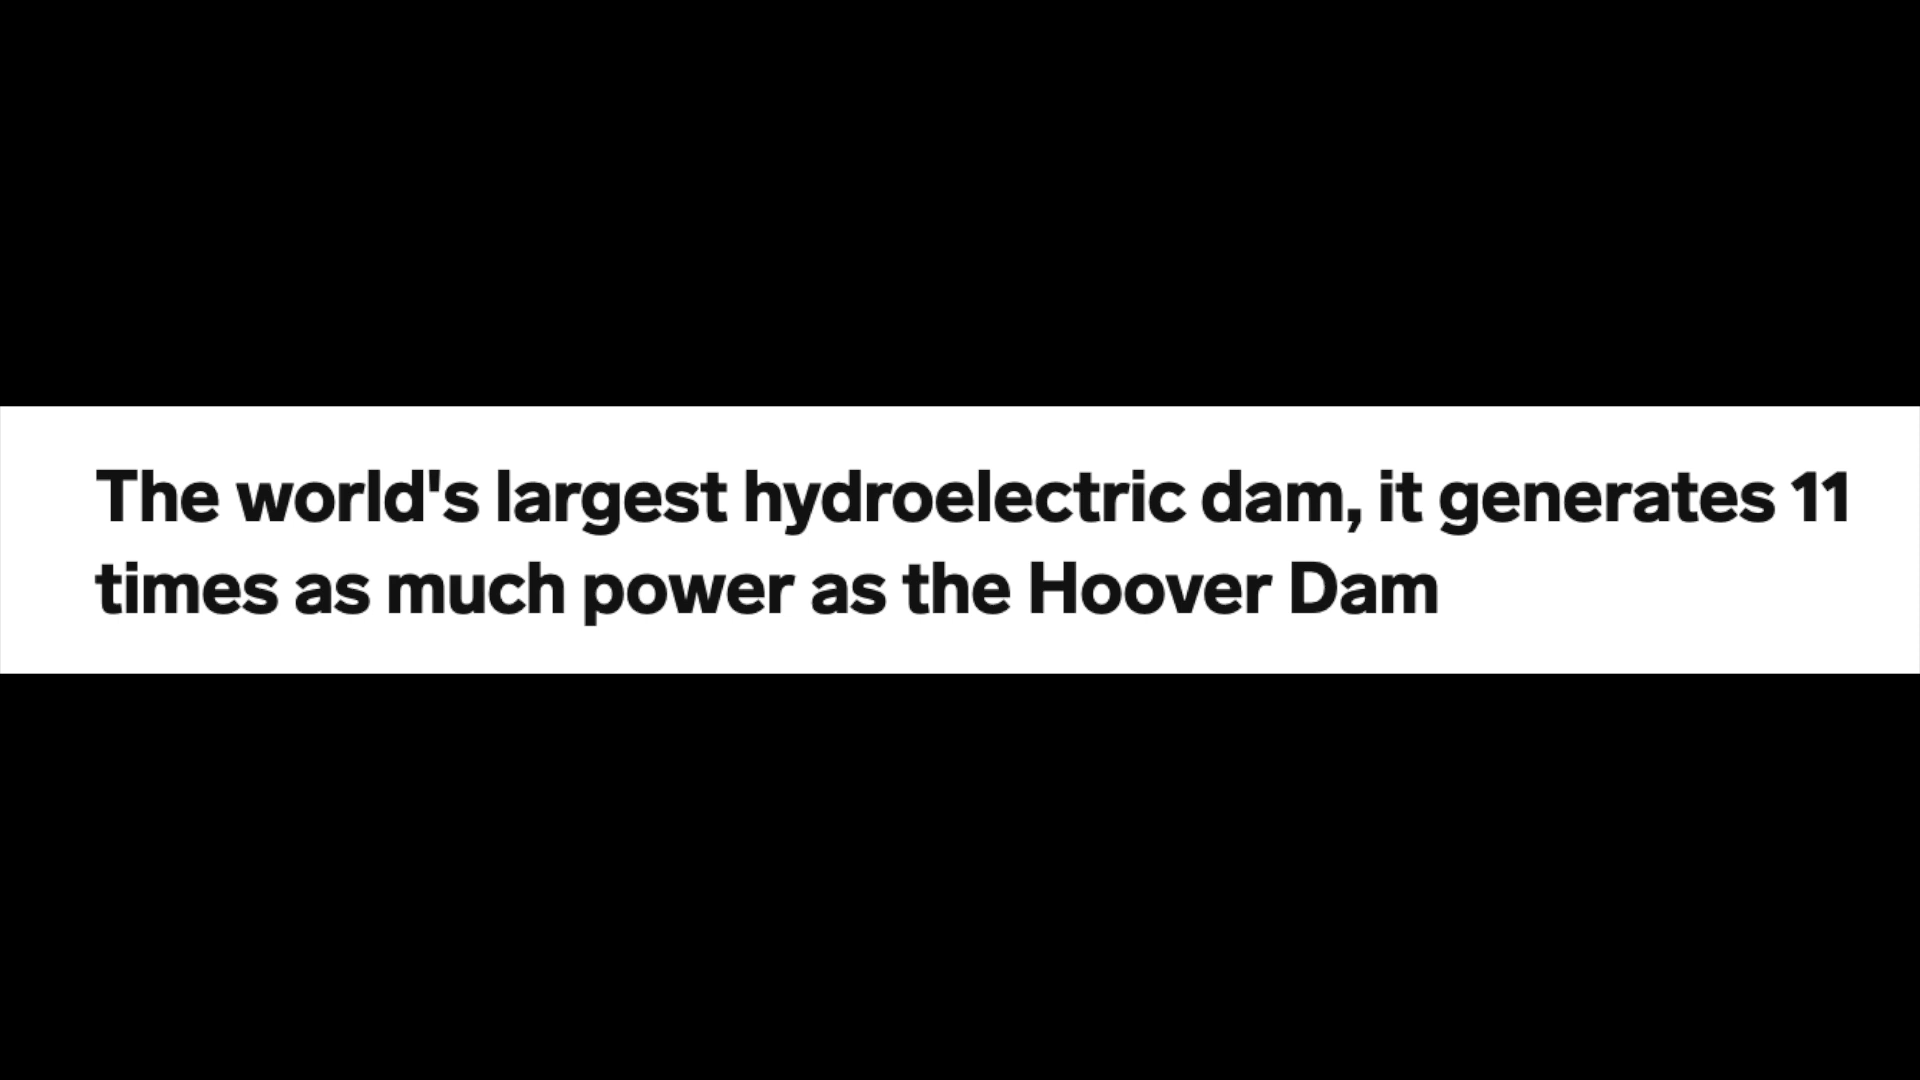 The world's largest hydroelectric dam, it generates 11
times as much power as the Hoover Dam